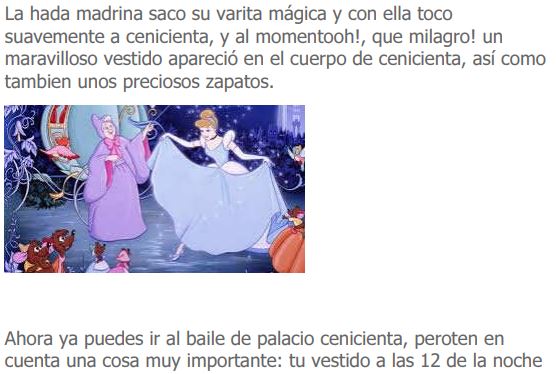 La hada madrina saco su varita mágica y con ella toco
suavemente a cenicienta, y al momentooh!, que milagro! un
maravilloso vestido apareció en el cuerpo de cenicienta, así como
tambien unos preciosos zapatos.
Ahora ya puedes ir al baile de palacio cenicienta, peroten en
cuenta una cosa muy importante: tu vestido a las 12 de la noche